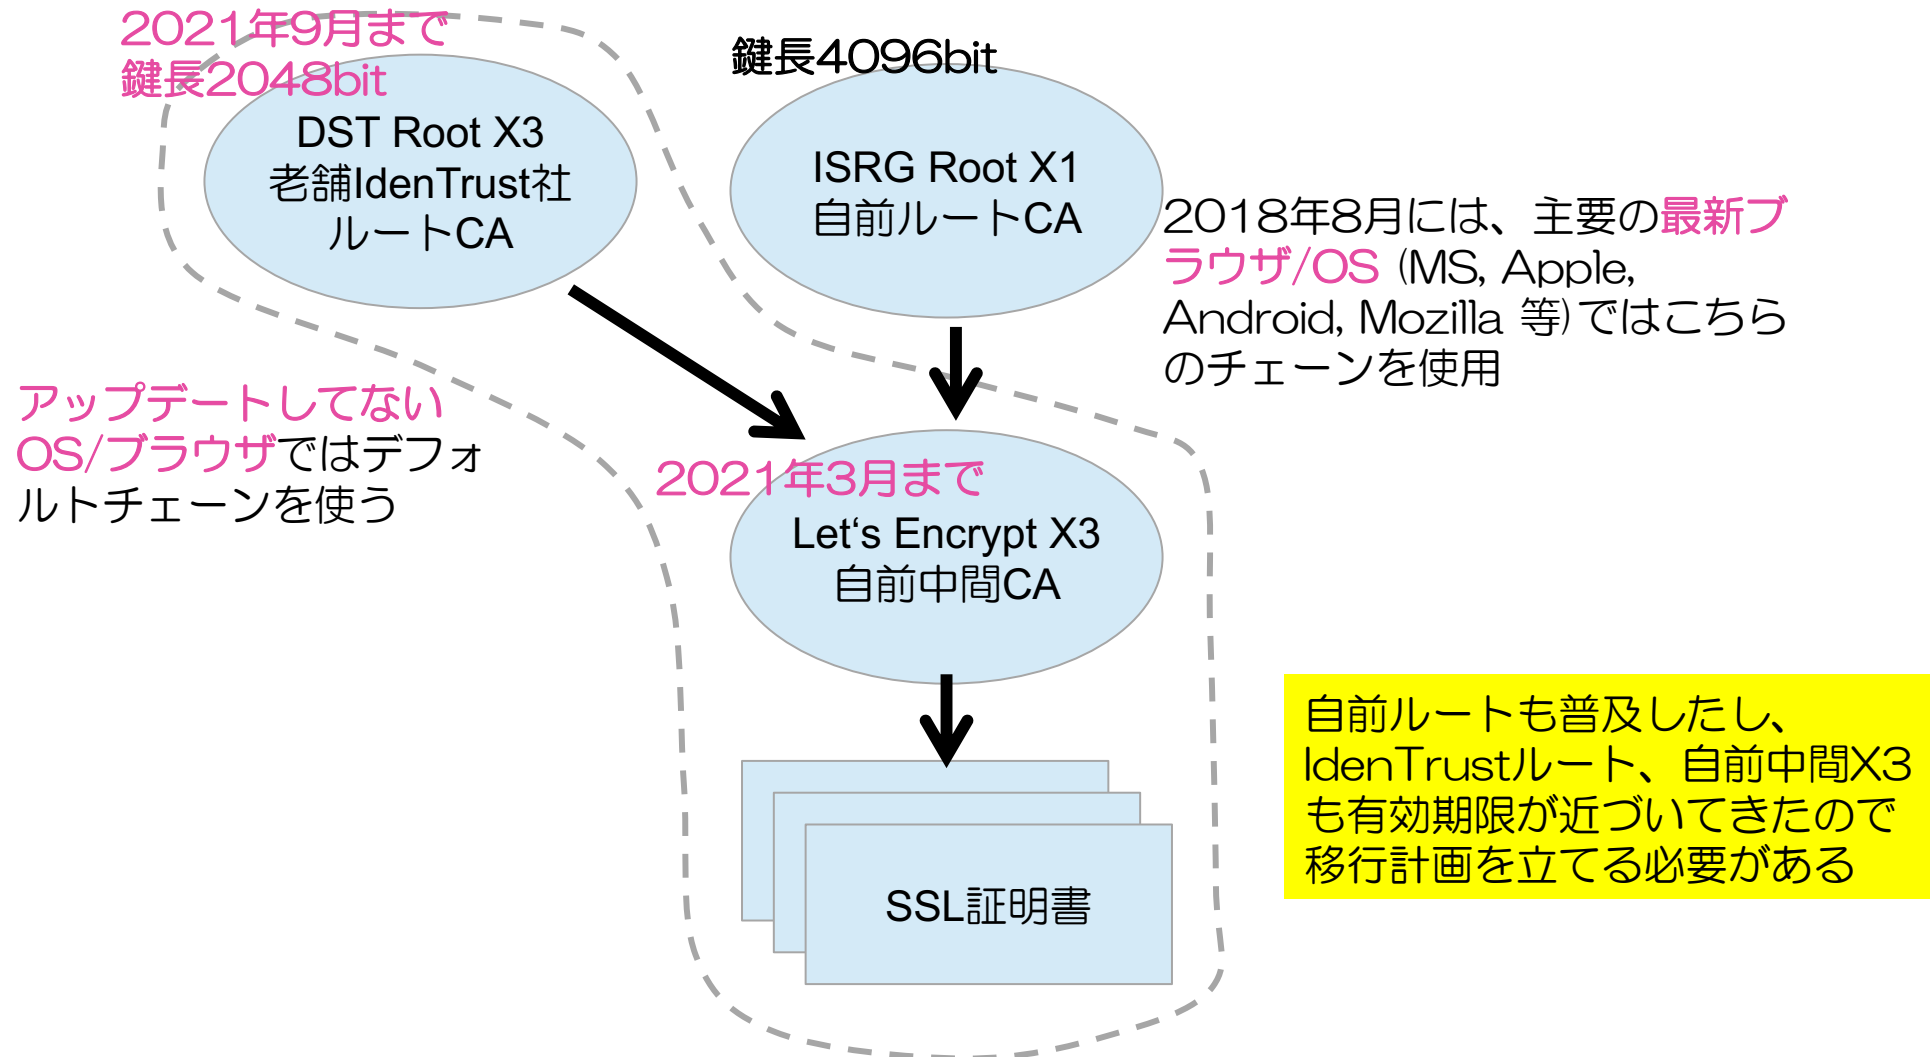 2021年9月まで
鍵長2048bit
DST Root X3
老舗IdenTrust社
ルートCA
鍵長4096bit
ISRG Root X1
自前ルートCA
2018年8月には、主要の最新ブ
ラウザ/OS (MS, Apple,
Android, Mozilla 等)ではこちら
のチェーンを使用
アップデートしてない
OS/ブラウザではデフォ
ルトチェーンを使う
2021年3月まで
Let‘s Encrypt X3
自前中間CA
SSL証明書
自前ルートも普及したし、
IdenTrustルート、自前中間X3
も有効期限が近づいてきたので
移行計画を立てる必要がある